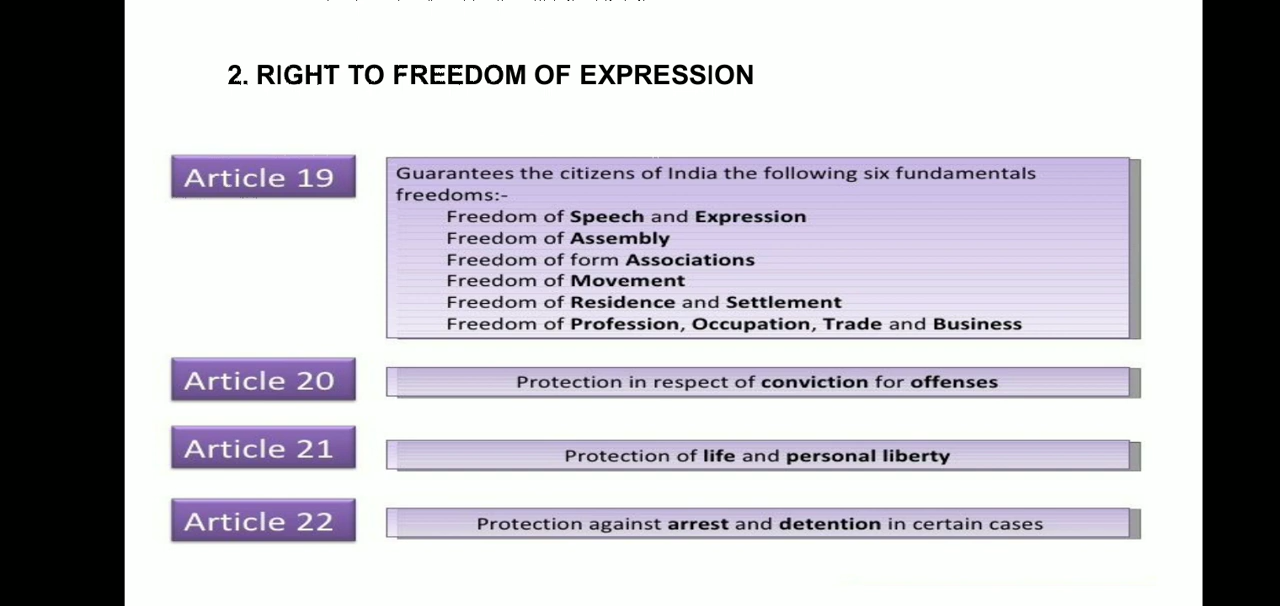 2. RIGHT TO FREEDOM OF EXPRESSION
Article 19
Guarantees the citizens of India the following six fundamentals
freedoms:-
Freedom of Speech and Expression
Freedom of Assembly
Freedom of form Associations
Freedom of Movement
Freedom of Residence and Settlement
Freedom of Profession, Occupation, Trade and Business
Article 20
Protection in respect of conviction for offenses
Article 21
Protection of life and personal liberty
Article 22
Protection against arrest and detention in certain cases